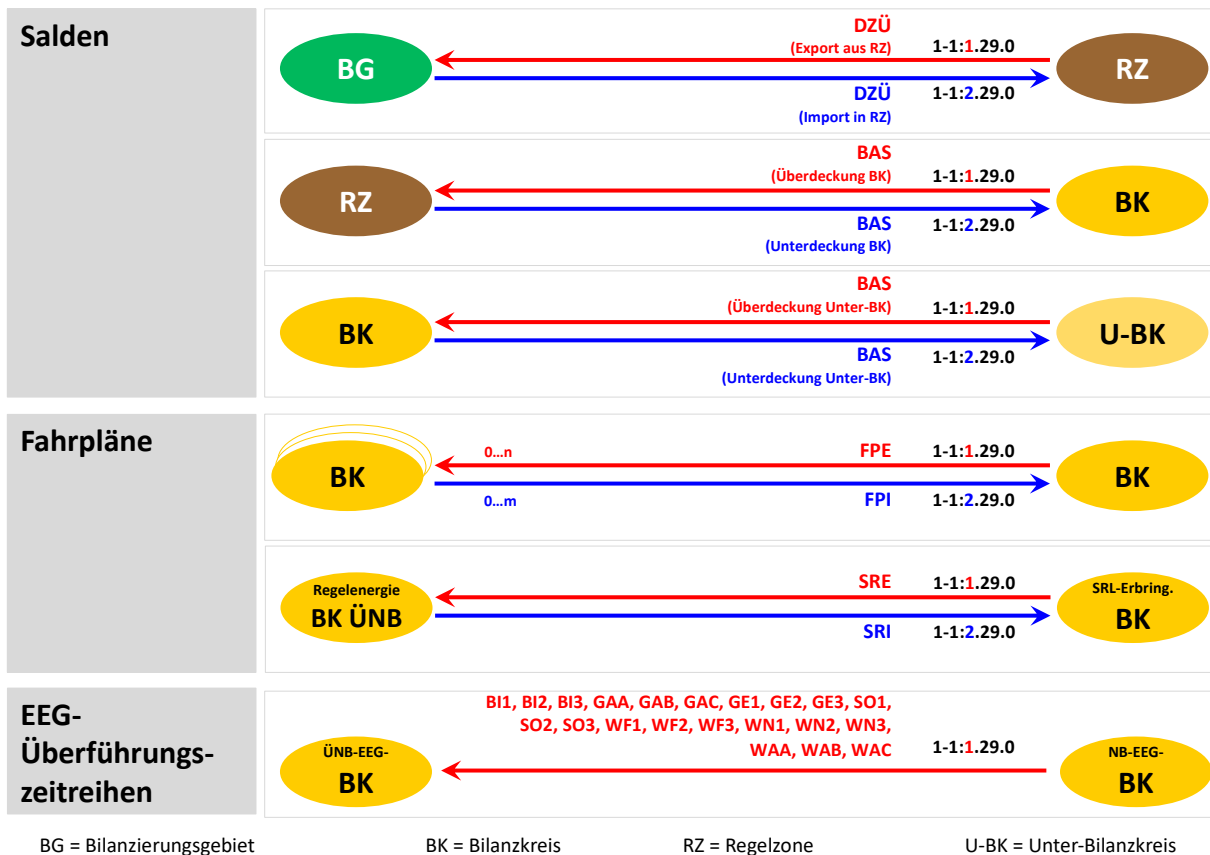 Salden
BG
DZÜ
(Export aus RZ)
1-1:1.29.0
DZÜ
(Import in RZ)
1-1:2.29.0
RZ
RZ
BAS
(Überdeckung BK)
1-1:1.29.0
BAS
(Unterdeckung BK)
1-1:2.29.0
BK
BK
BAS
(Überdeckung Unter-BK)
1-1:1.29.0
BAS
(Unterdeckung Unter-BK)
1-1:2.29.0
U-BK
Fahrpläne
BK
0...n
FPE
1-1:1.29.0
0...m
FPI
1-1:2.29.0
BK
Regelenergie
BK ÜNB
SRE
1-1:1.29.0
SRI
1-1:2.29.0
SRL-Erbring.
BK
EEG-
Überführungs-
zeitreihen
ÜNB-EEG-
BK
BI1, BI2, BI3, GAA, GAB, GAC, GE1, GE2, GE3, SO1,
SO2, SO3, WF1, WF2, WF3, WN1, WN2, WN3,
WAA, WAB, WAC
1-1:1.29.0
NB-EEG-
BK
BG = Bilanzierungsgebiet
BK = Bilanzkreis
RZ = Regelzone
U-BK = Unter-Bilanzkreis